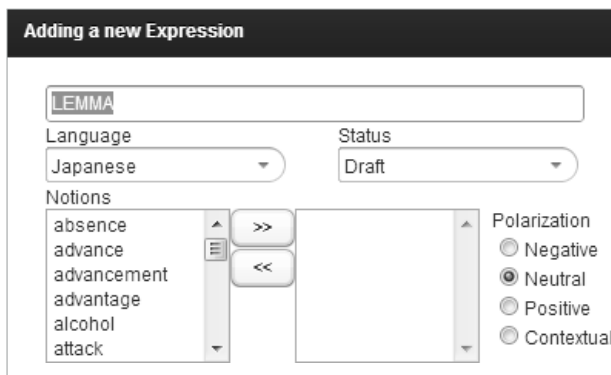 Adding a new Expression
LEMMA
Language Status
Japanese Draft
Notions
absence
advance
advancement
advantage
alcohol
attack
>>
<<
Polarization
Negative
Neutral
Positive
Contextual